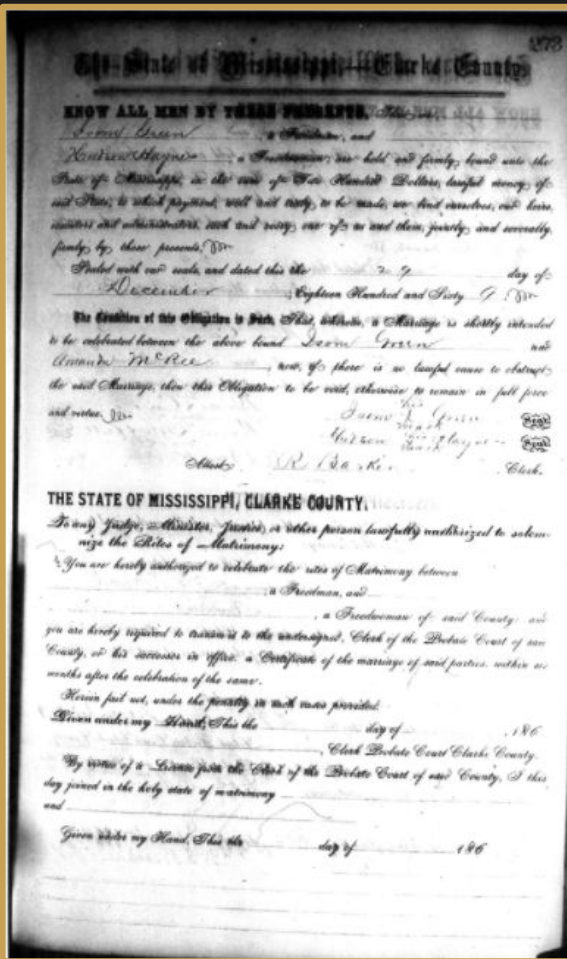 273
The State of Mississippi, Clarke County
KNOW ALL MEN BY THESE PRESENTS, That
Isom Green, a Freedman, and
Haynes, a Freedwoman, are held and firmly bound unto the
State of Mississippi, in the sum of Two Hundred Dollars, lawful money of
said State, to which payment, well and truly to be made, we bind ourselves, our heirs,
executors and administrators, each and every one of us and them, jointly and severally,
firmly by these presents.
Sealed with our seals, and dated this the 29 day of
December, Eighteen Hundred and Sixty 9.
The Condition of this Obligation is Such, That, whereas, a Marriage is shortly intended
to be celebrated between the above bound Isom Green and
Amanda McRee, now, if there is no lawful cause to obstruct
the said Marriage, then this Obligation to be void, otherwise to remain in full force
and virtue.
his
Isom X Green Seal
mark
his Haynes Seal
mark
Attest, R Clerk.
THE STATE OF MISSISSIPPI, CLARKE COUNTY.
To any Judge, Minister, Justice, or other person lawfully authorized to solem-
nize the Rites of Matrimony:
You are hereby authorized to celebrate the rites of Matrimony between
, a Freedman, and
, a Freedwoman of said County; and
you are hereby required to transmit to the undersigned, Clerk of the Probate Court of said
County, or his successor in office, a Certificate of the marriage of said parties, within six
months after the celebration of the same.
Herein fail not, under the penalty in such cases provided.
Given under my Hand, This the day of , 186
, Clerk Probate Court Clarke County.
By virtue of a License from the Clerk of the Probate Court of said County, I this
day joined in the holy state of matrimony
and
Given under my Hand, This the day of 186